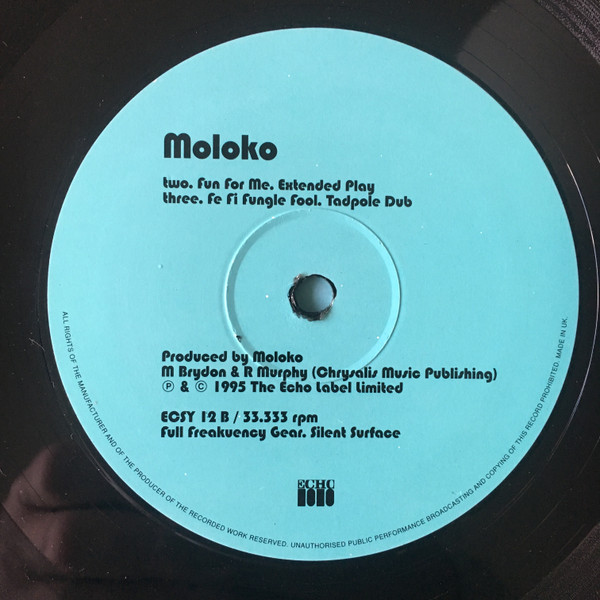 Moloko
two. Fun For Me. Extended Play
three. Fe Fi Fungle Fool. Tadpole Dub
Produced by Moloko
M Brydon & R Murphy (Chrysalis Music Publishing)
℗ & © 1995 The Echo Label Limited
ECSY 12 B / 33.333 rpm
Full Freakuency Gear. Silent Surface
ECHO
ALL RIGHTS OF THE MANUFACTURER AND OF THE PRODUCER OF THE RECORDED WORK RESERVED. UNAUTHORISED PUBLIC PERFORMANCE BROADCASTING AND COPYING OF THIS RECORD PROHIBITED. MADE IN UK.